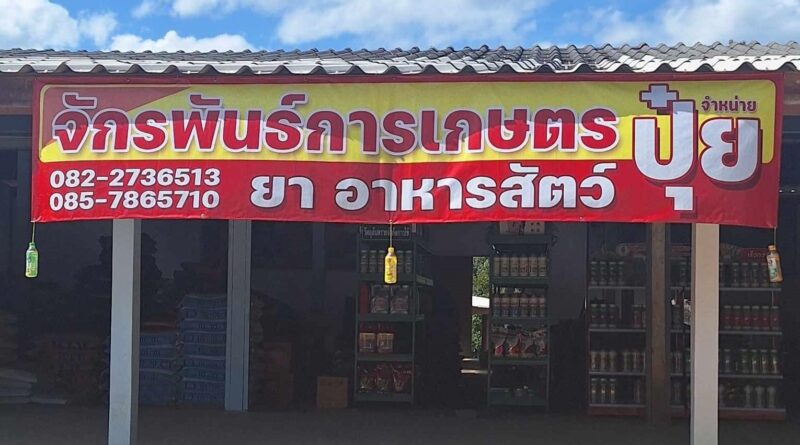 จักรพันธ์การเกษตร
จำหน่าย
ปุ๋ย
082-2736513
085-7865710
ยา อาหารสัตว์